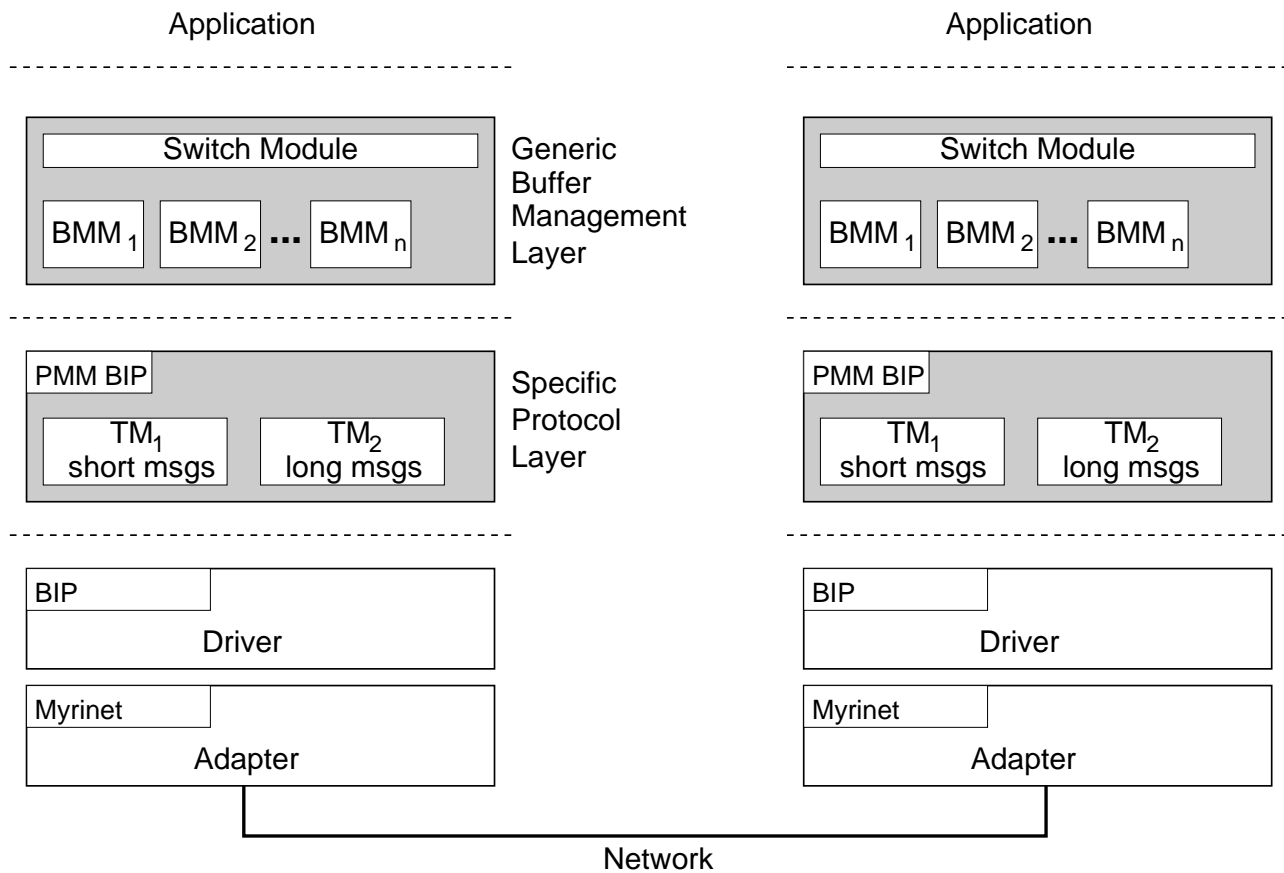 Application
Application
Switch Module
BMM 1
BMM 2
...
BMM n
Generic
Buffer
Management
Layer
Switch Module
BMM 1
BMM 2
...
BMM n
PMM BIP
TM1
short msgs
TM2
long msgs
Specific
Protocol
Layer
PMM BIP
TM1
short msgs
TM2
long msgs
BIP
Driver
BIP
Driver
Myrinet
Adapter
Myrinet
Adapter
Network